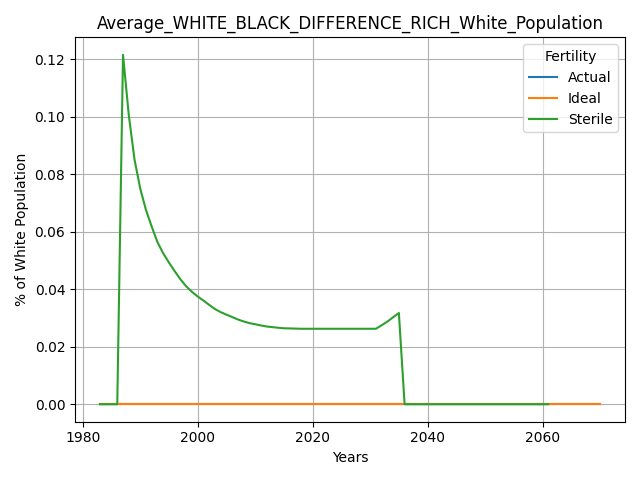 Average_WHITE_BLACK_DIFFERENCE_RICH_White_Population
Fertility
Actual
Ideal
Sterile
% of White Population
0.12
0.10
0.08
0.06
0.04
0.02
0.00
1980 2000 2020 2040 2060
Years